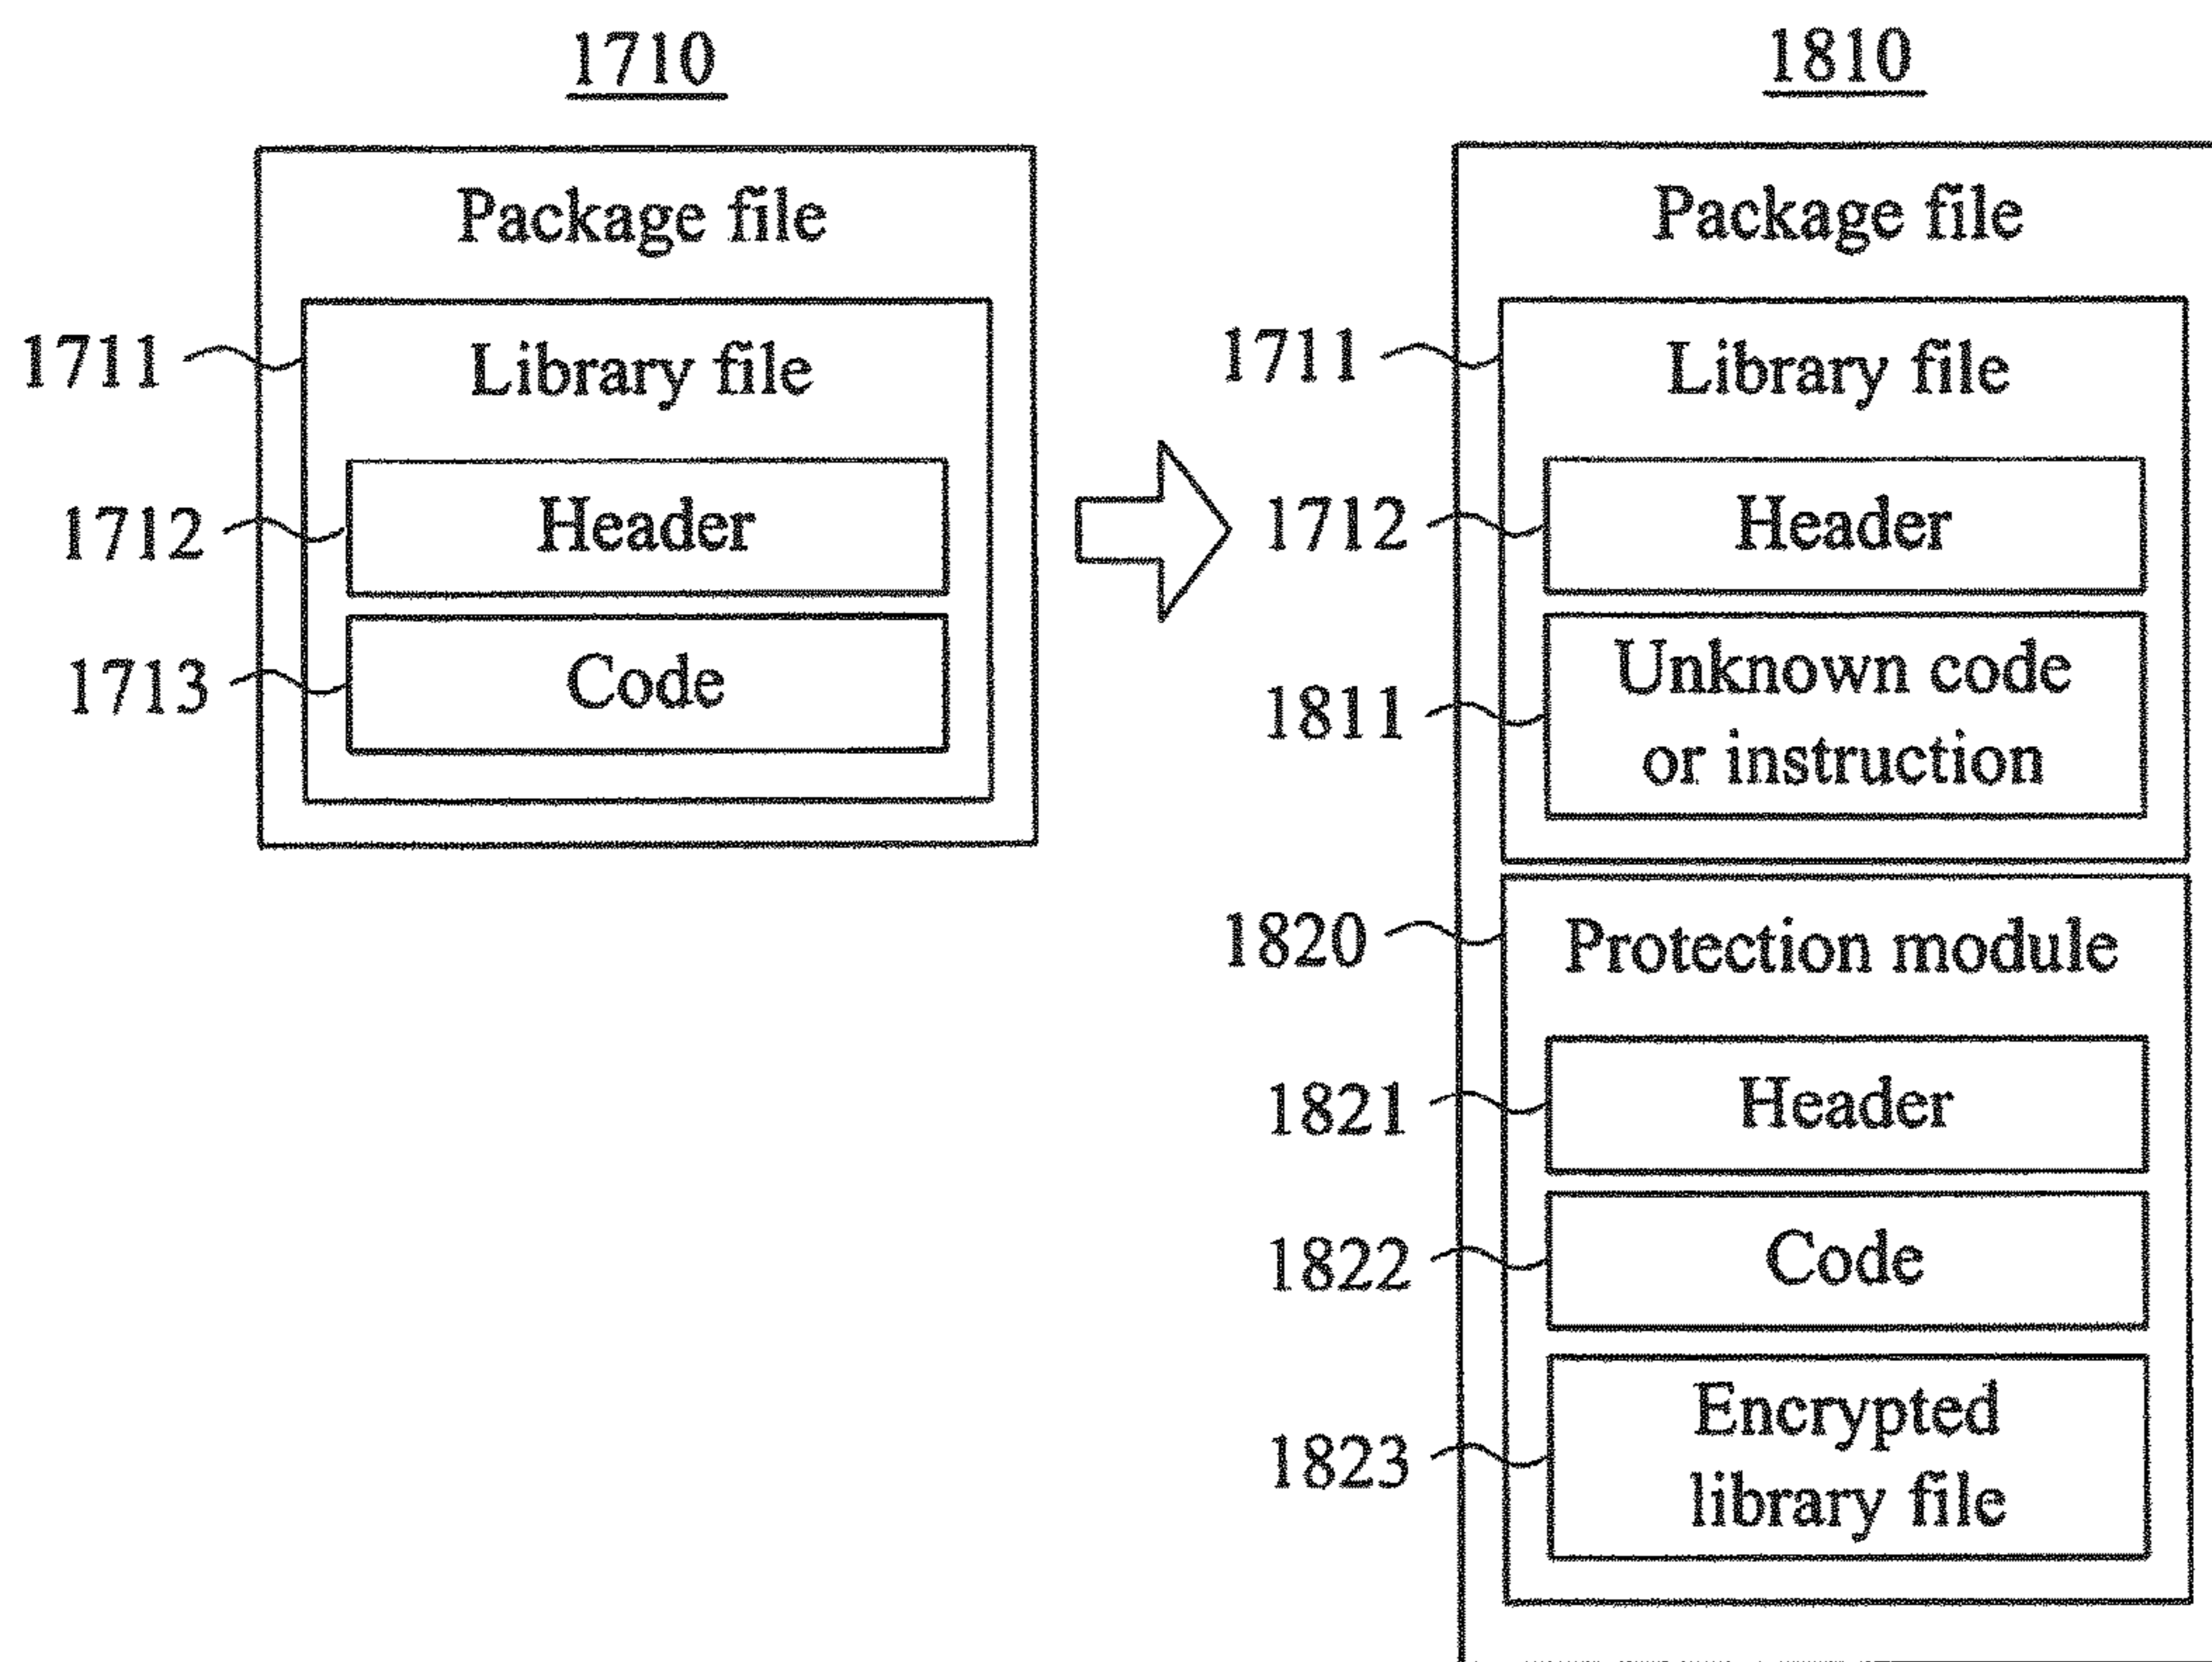 1710
Package file
1711
Library file
1712
Header
1713
Code
1810
Package file
1711
Library file
1712
Header
1811
Unknown code
or instruction
1820
Protection module
1821
Header
1822
Code
1823
Encrypted
library file